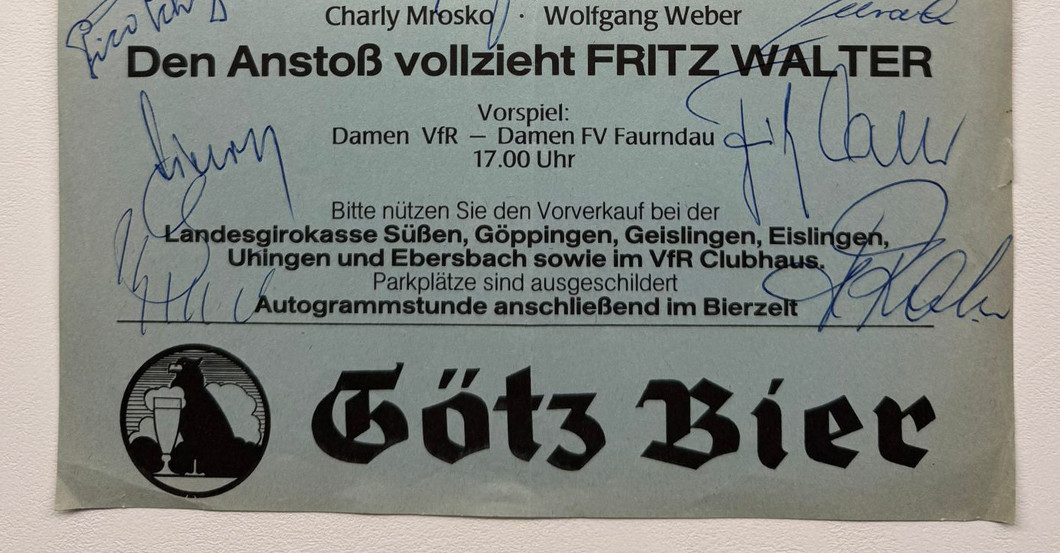 Charly Mrosko · Wolfgang Weber
Den Anstoß vollzieht FRITZ WALTER
Vorspiel:
Damen VfR – Damen FV Faurndau
17.00 Uhr
Bitte nützen Sie den Vorverkauf bei der
Landesgirokasse Süßen, Göppingen, Geislingen, Eislingen,
Uhingen und Ebersbach sowie im VfR Clubhaus.
Parkplätze sind ausgeschildert
Autogrammstunde anschließend im Bierzelt
Götz Bier